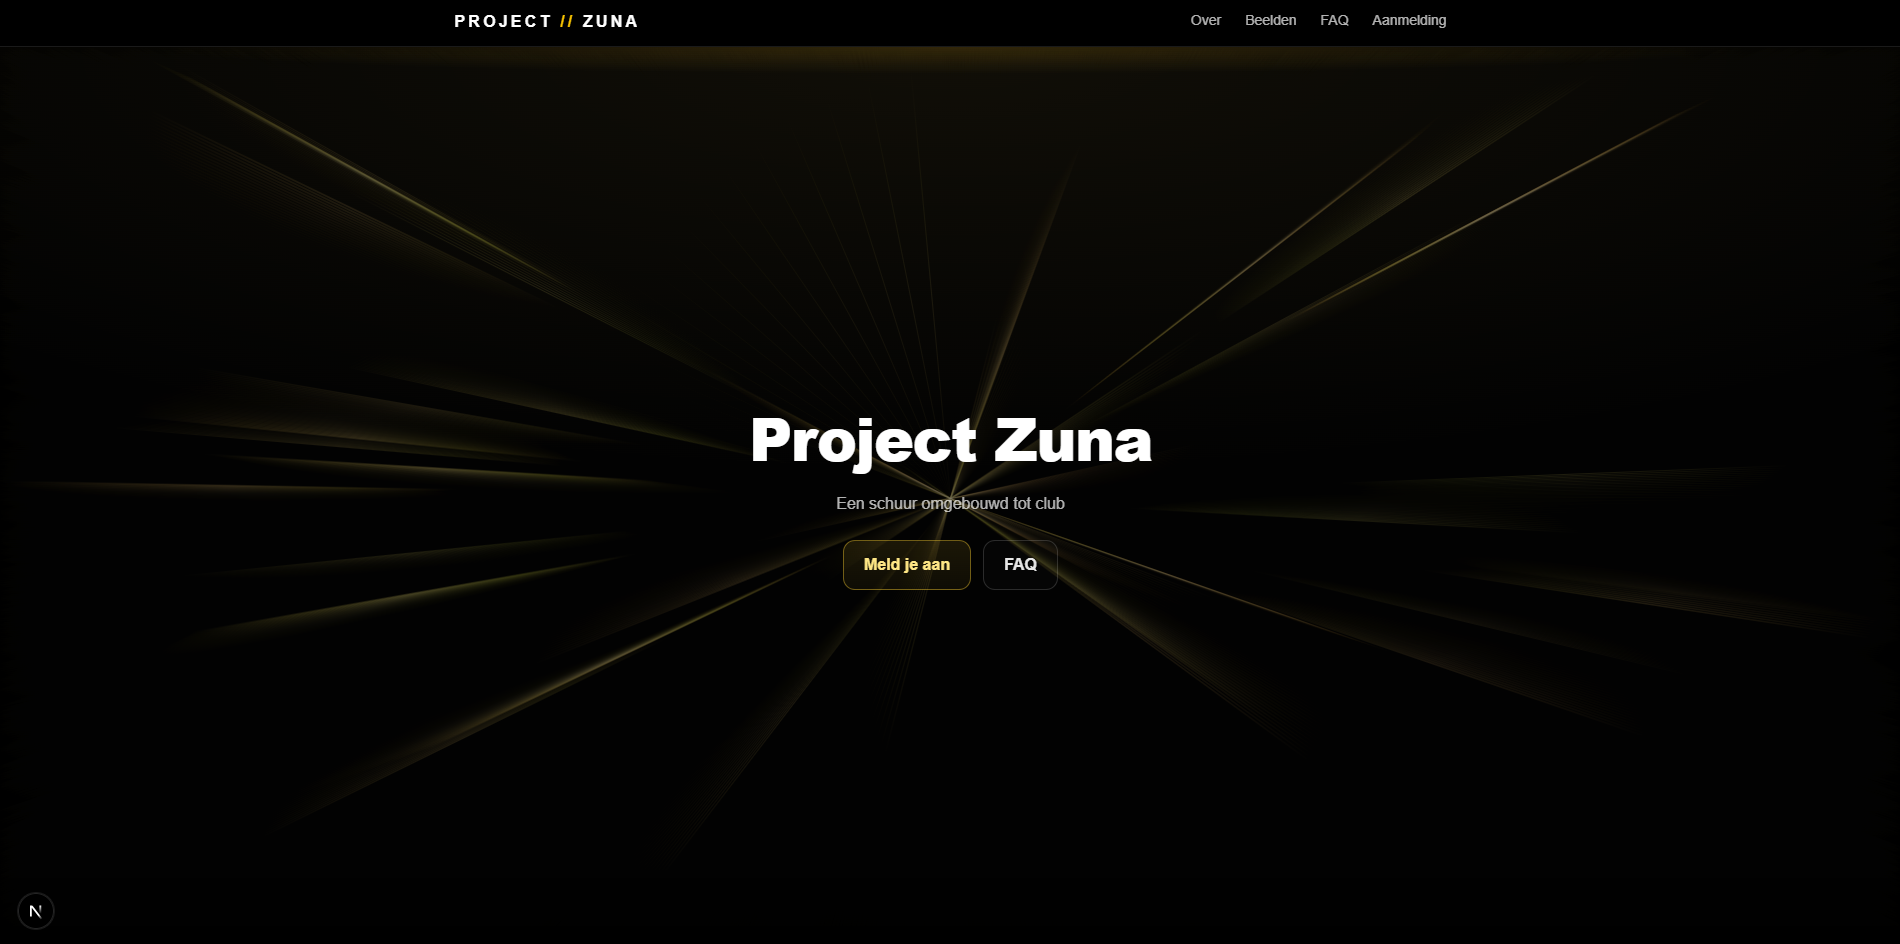 PROJECT // ZUNA
Over Beelden FAQ Aanmelding
Project Zuna
Een schuur omgebouwd tot club
Meld je aan FAQ
N